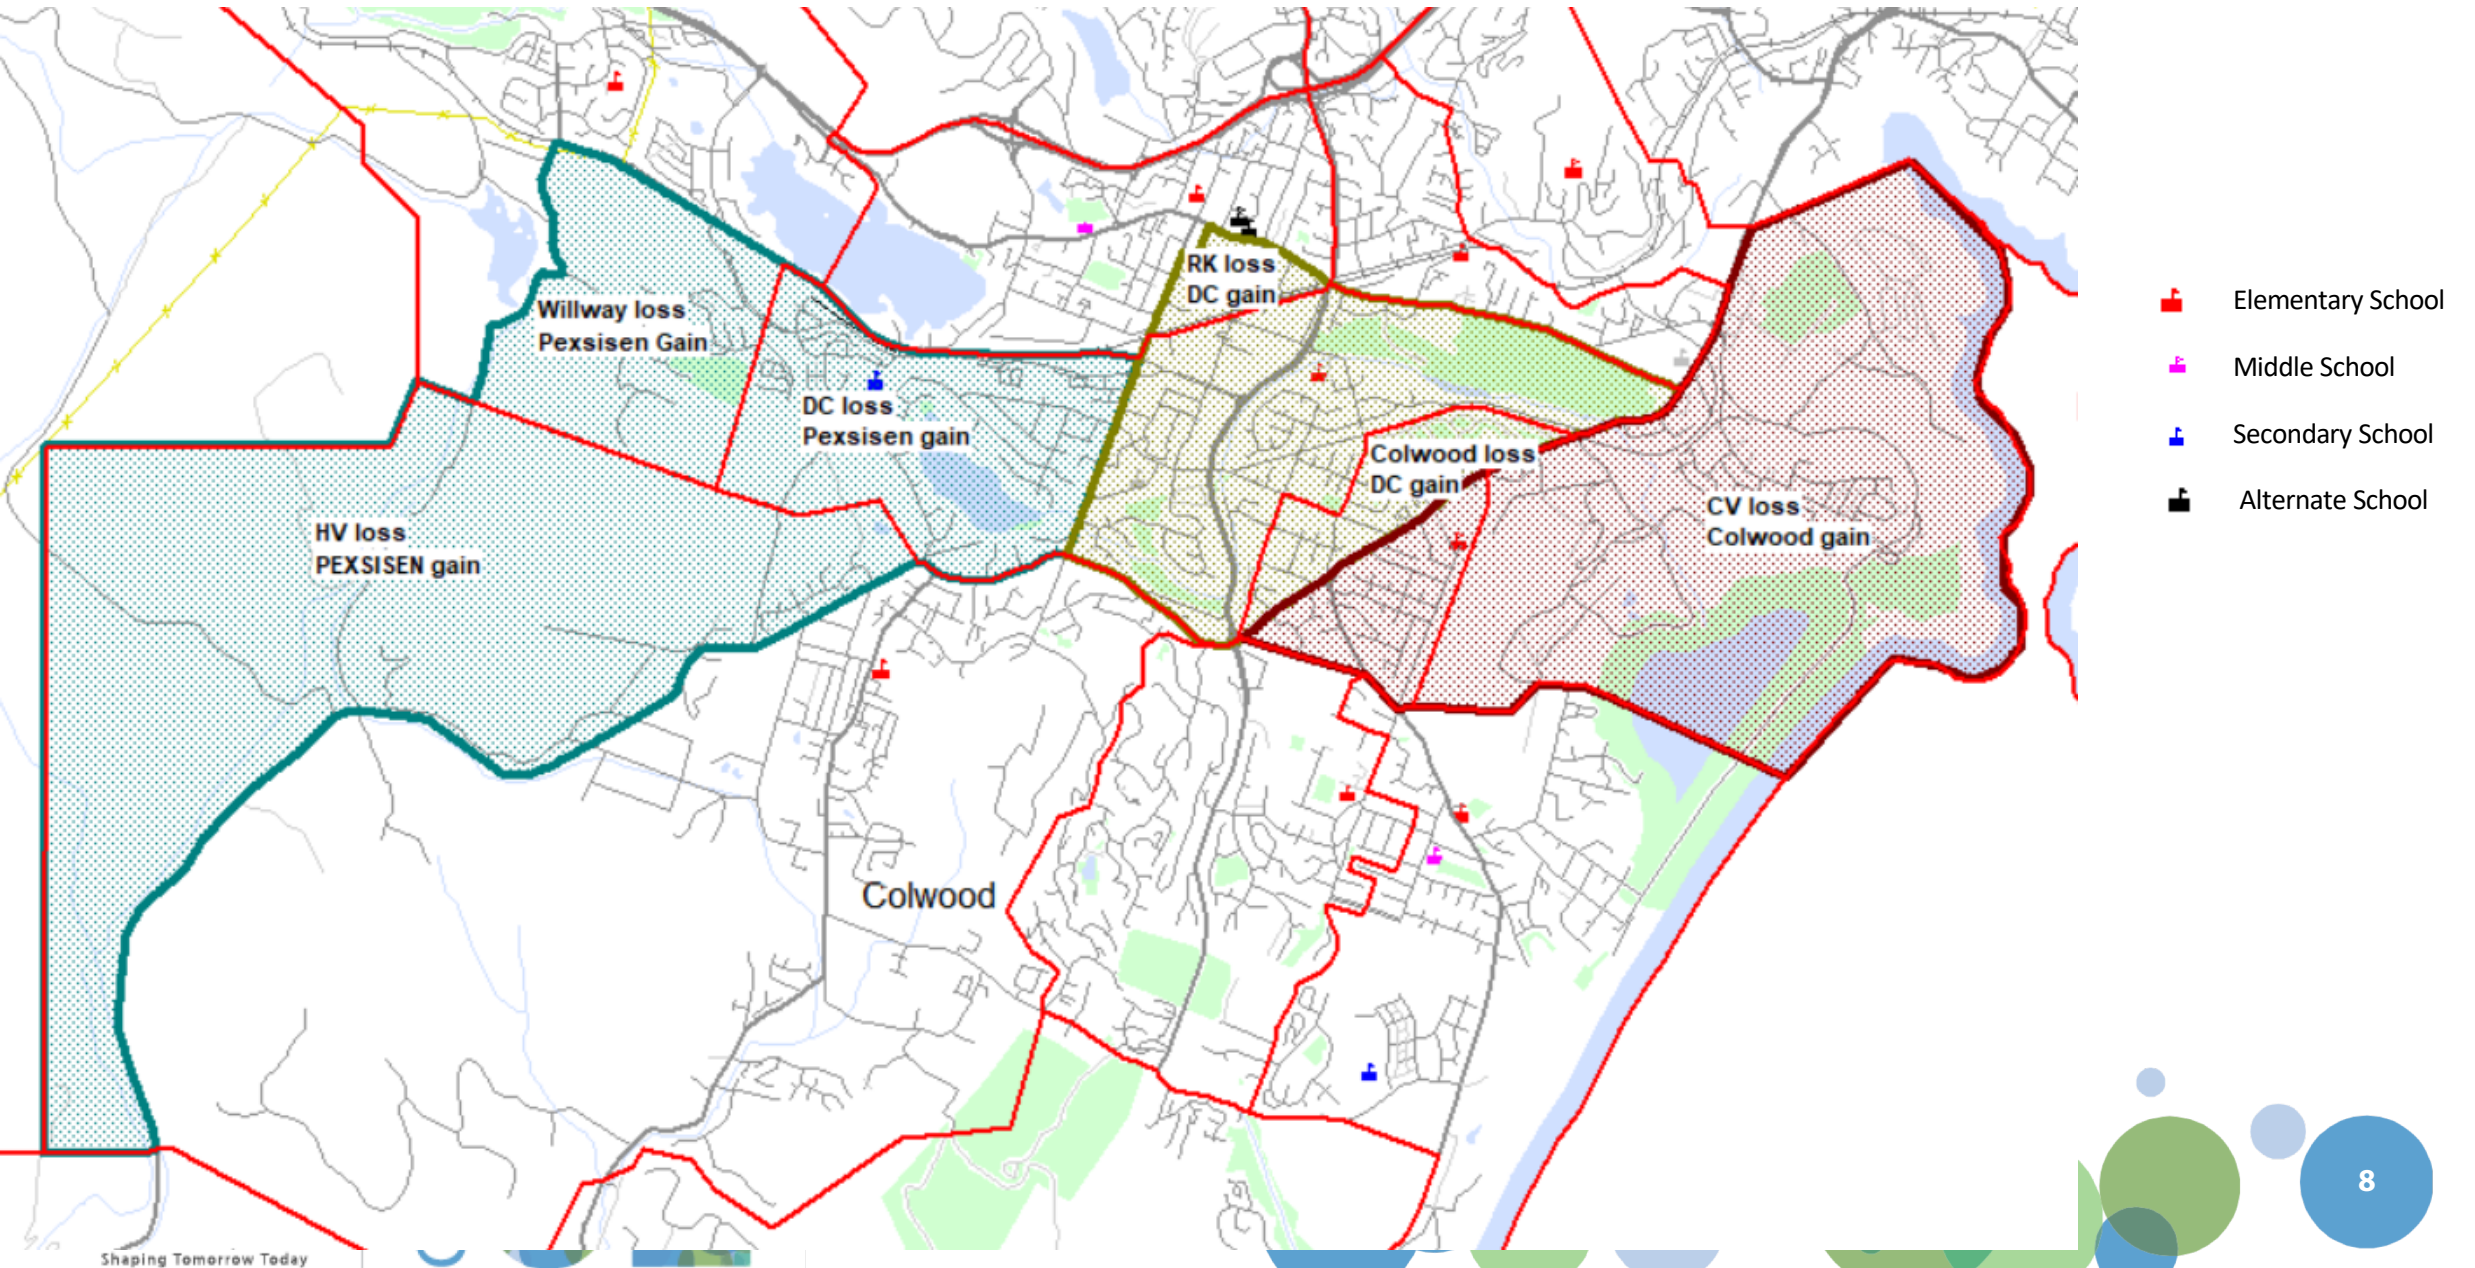 RK loss
DC gain
Willway loss
Pexsisen Gain
DC loss
Pexsisen gain
Colwood loss
DC gain
CV loss
Colwood gain
HV loss
PEXSISEN gain
Colwood
Elementary School
Middle School
Secondary School
Alternate School
8
Shaping Tomorrow Today